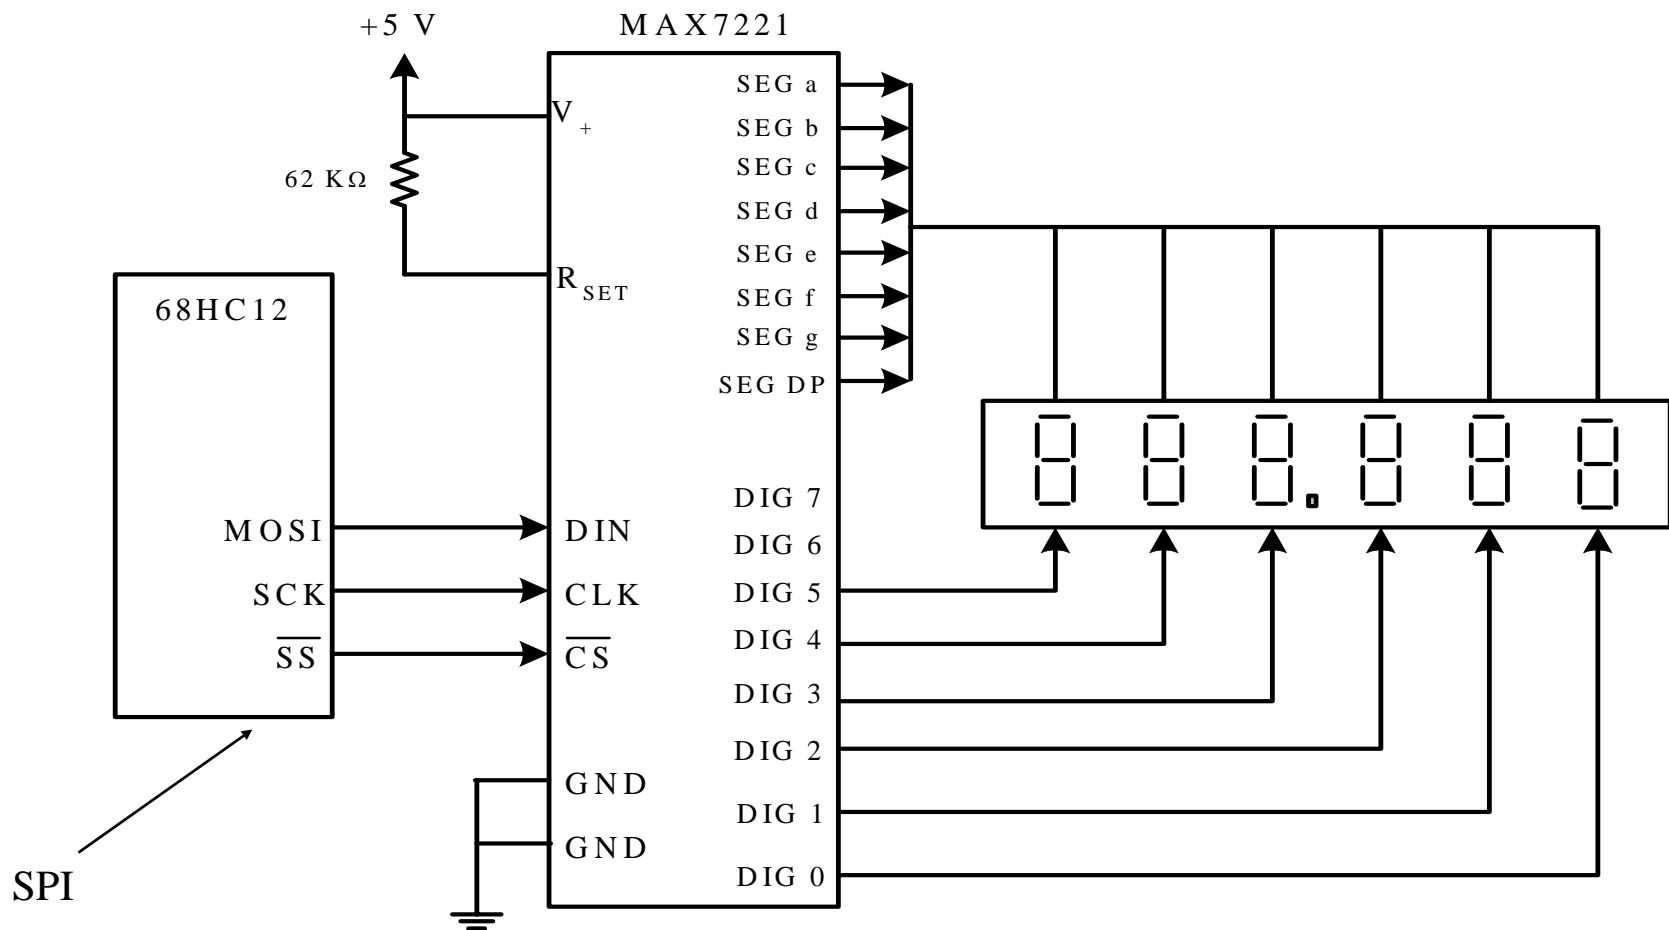 +5 V
MAX7221
V+
62 KΩ
RSET
68HC12
MOSI
SCK
S̅S̅
SPI
DIN
CLK
C̅S̅
GND
GND
SEG a
SEG b
SEG c
SEG d
SEG e
SEG f
SEG g
SEG DP
DIG 7
DIG 6
DIG 5
DIG 4
DIG 3
DIG 2
DIG 1
DIG 0